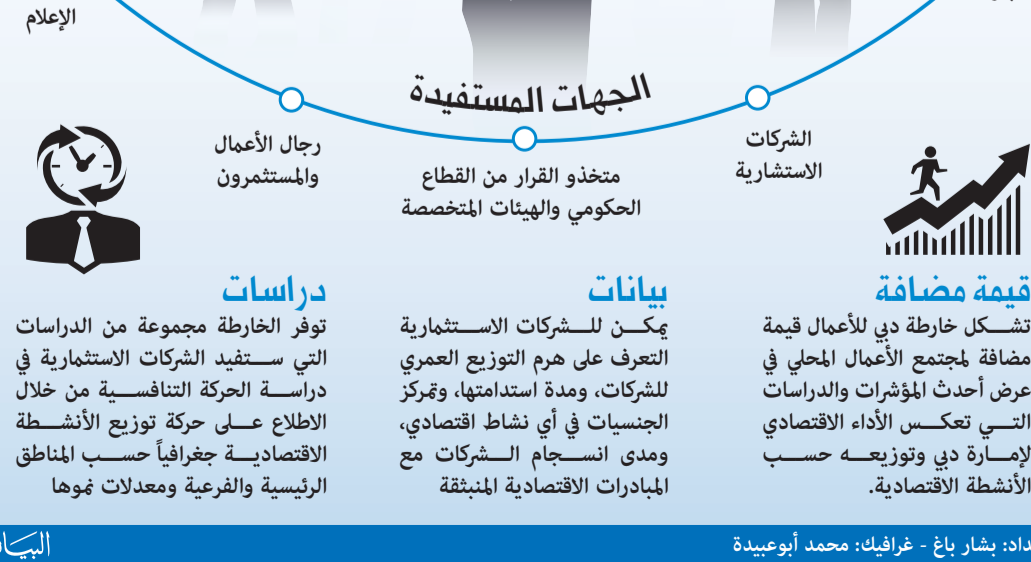 الإعلام
الجهات المستفيدة
الشركات
الاستشارية
متخذو القرار من القطاع
الحكومي والهيئات المتخصصة
رجال الأعمال
والمستثمرون
قيمة مضافة
تشكل خارطة دبي للأعمال قيمة
مضافة لمجتمع الأعمال المحلي في
عرض أحدث المؤشرات والدراسات
التي تعكس الأداء الاقتصادي
لإمارة دبي وتوزيعه حسب
الأنشطة الاقتصادية.
بيانات
يمكن للشركات الاستثمارية
التعرف على هرم التوزيع العمري
للشركات، ومدة استدامتها، وتمركز
الجنسيات في أي نشاط اقتصادي،
ومدى انسجام الشركات مع
المبادرات الاقتصادية المنبثقة
دراسات
توفر الخارطة مجموعة من الدراسات
التي ستفيد الشركات الاستثمارية في
دراسة الحركة التنافسية من خلال
الاطلاع على حركة توزيع الأنشطة
الاقتصادية جغرافياً حسب المناطق
الرئيسية والفرعية ومعدلات نموها
داد: بشار باغ - غرافيك: محمد أبوعبيدة